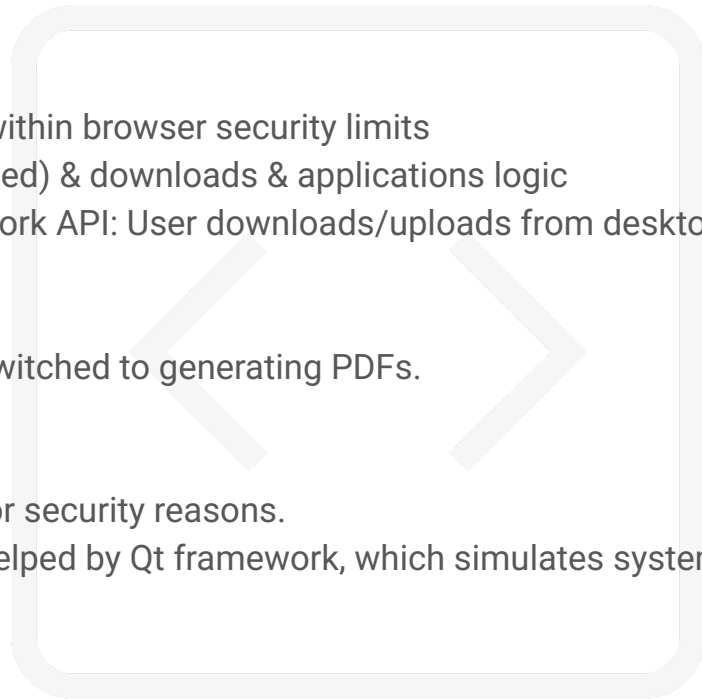 within browser security limits
ed) & downloads & applications logic
ork API: User downloads/uploads from deskto
witched to generating PDFs.
or security reasons.
elped by Qt framework, which simulates system